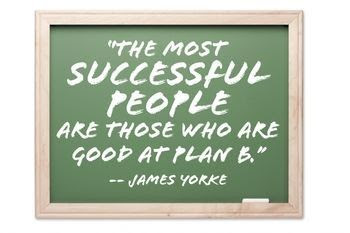 "THE MOST
SUCCESSFUL
PEOPLE
ARE THOSE WHO ARE
GOOD AT PLAN B."
-- JAMES YORKE